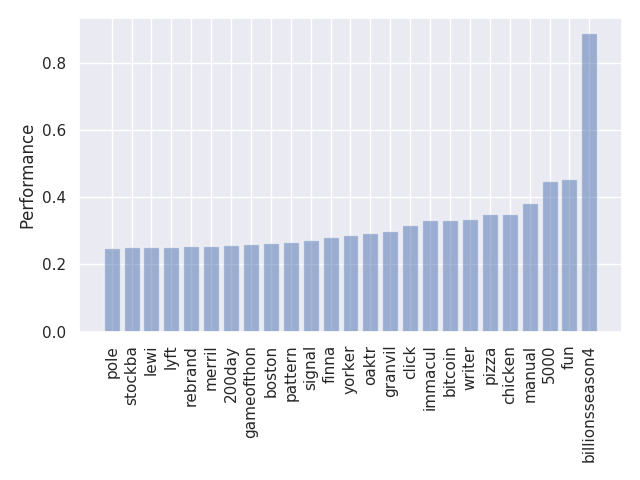 Performance
0.8
0.6
0.4
0.2
0.0
pole
stockba
lewi
lyft
rebrand
merril
200day
gameofthon
boston
pattern
signal
finna
yorker
oaktr
granvil
click
immacul
bitcoin
writer
pizza
chicken
manual
5000
fun
billionsseason4